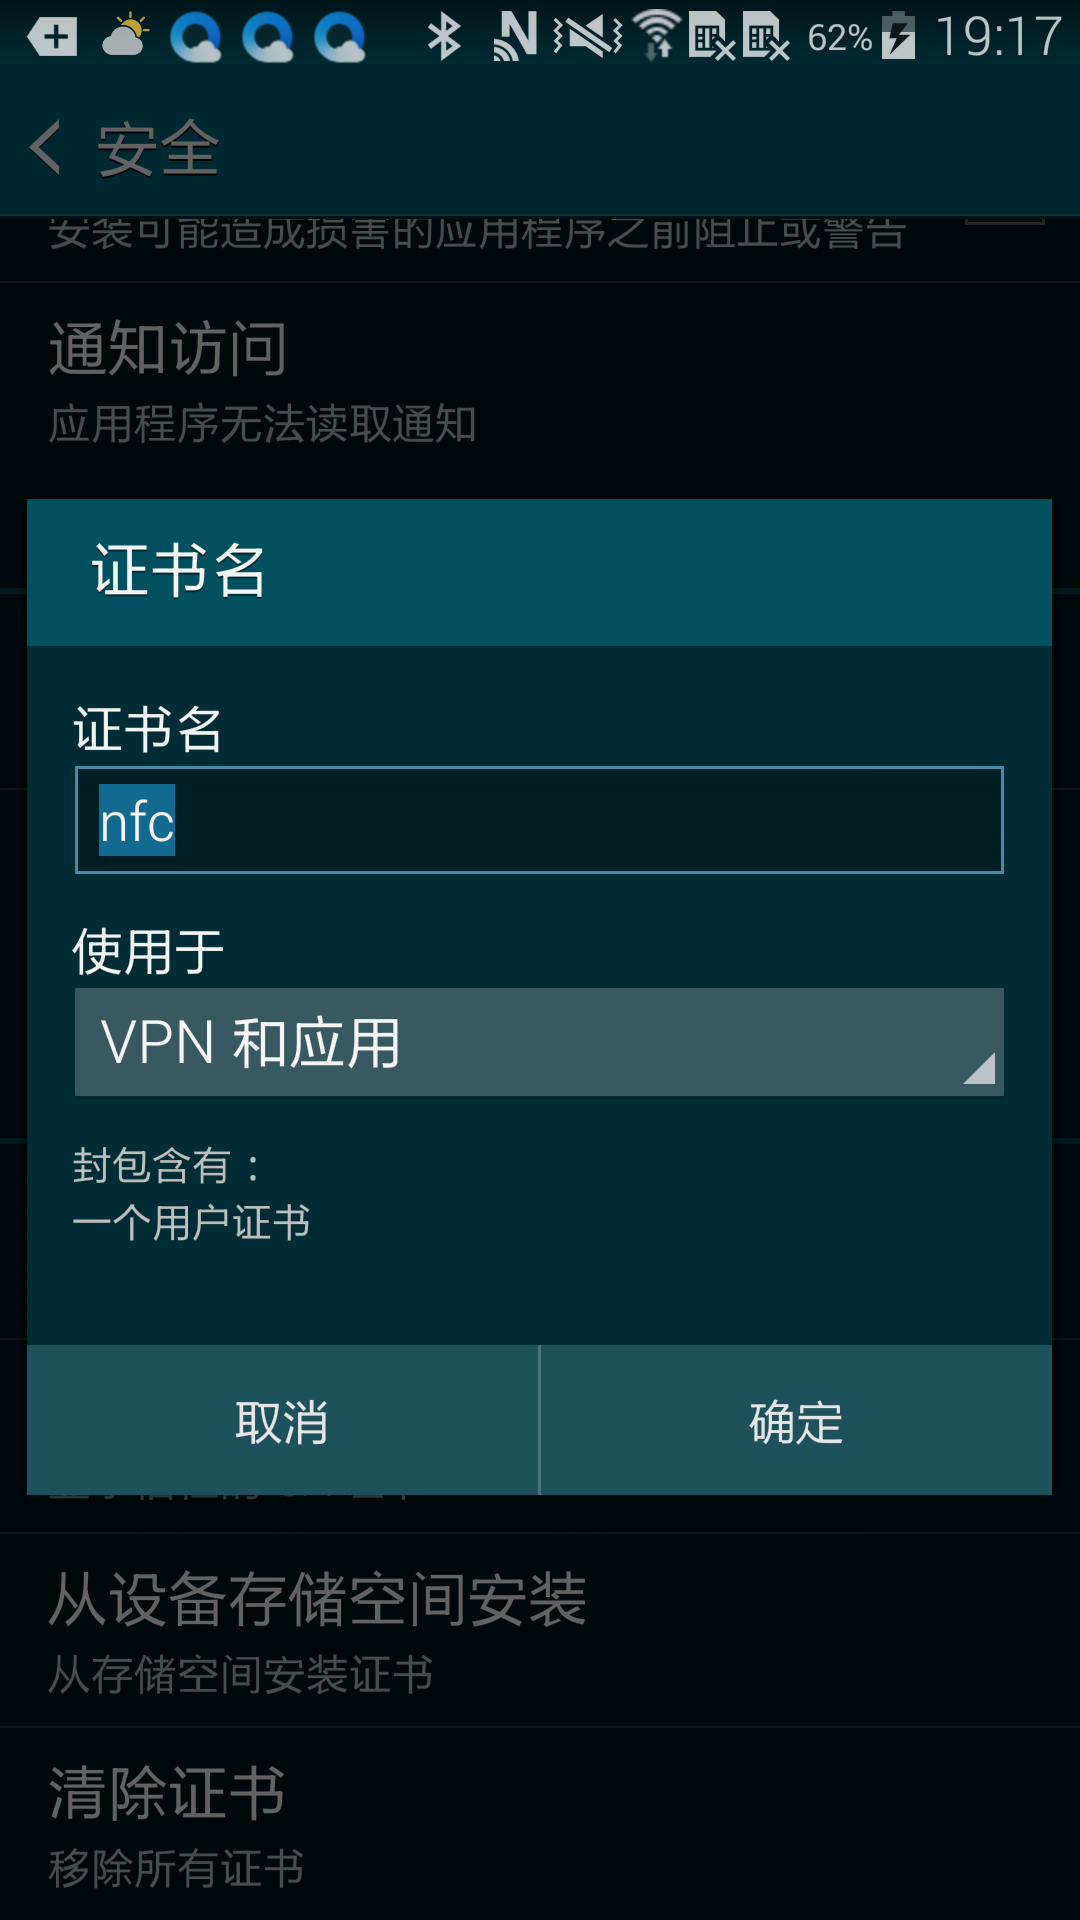 62% 19:17
安全
安装可能造成损害的应用程序之前阻止或警告
通知访问
应用程序无法读取通知
证书名
证书名
nfc
使用于
VPN 和应用
封包含有：
一个用户证书
取消 确定
从设备存储空间安装
从存储空间安装证书
清除证书
移除所有证书